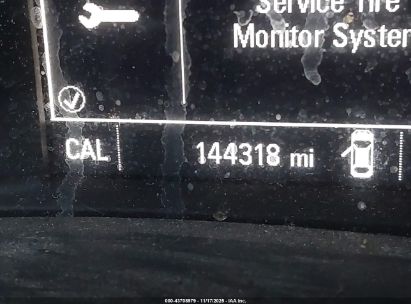 Service Tire
Monitor System
CAL 144318 mi